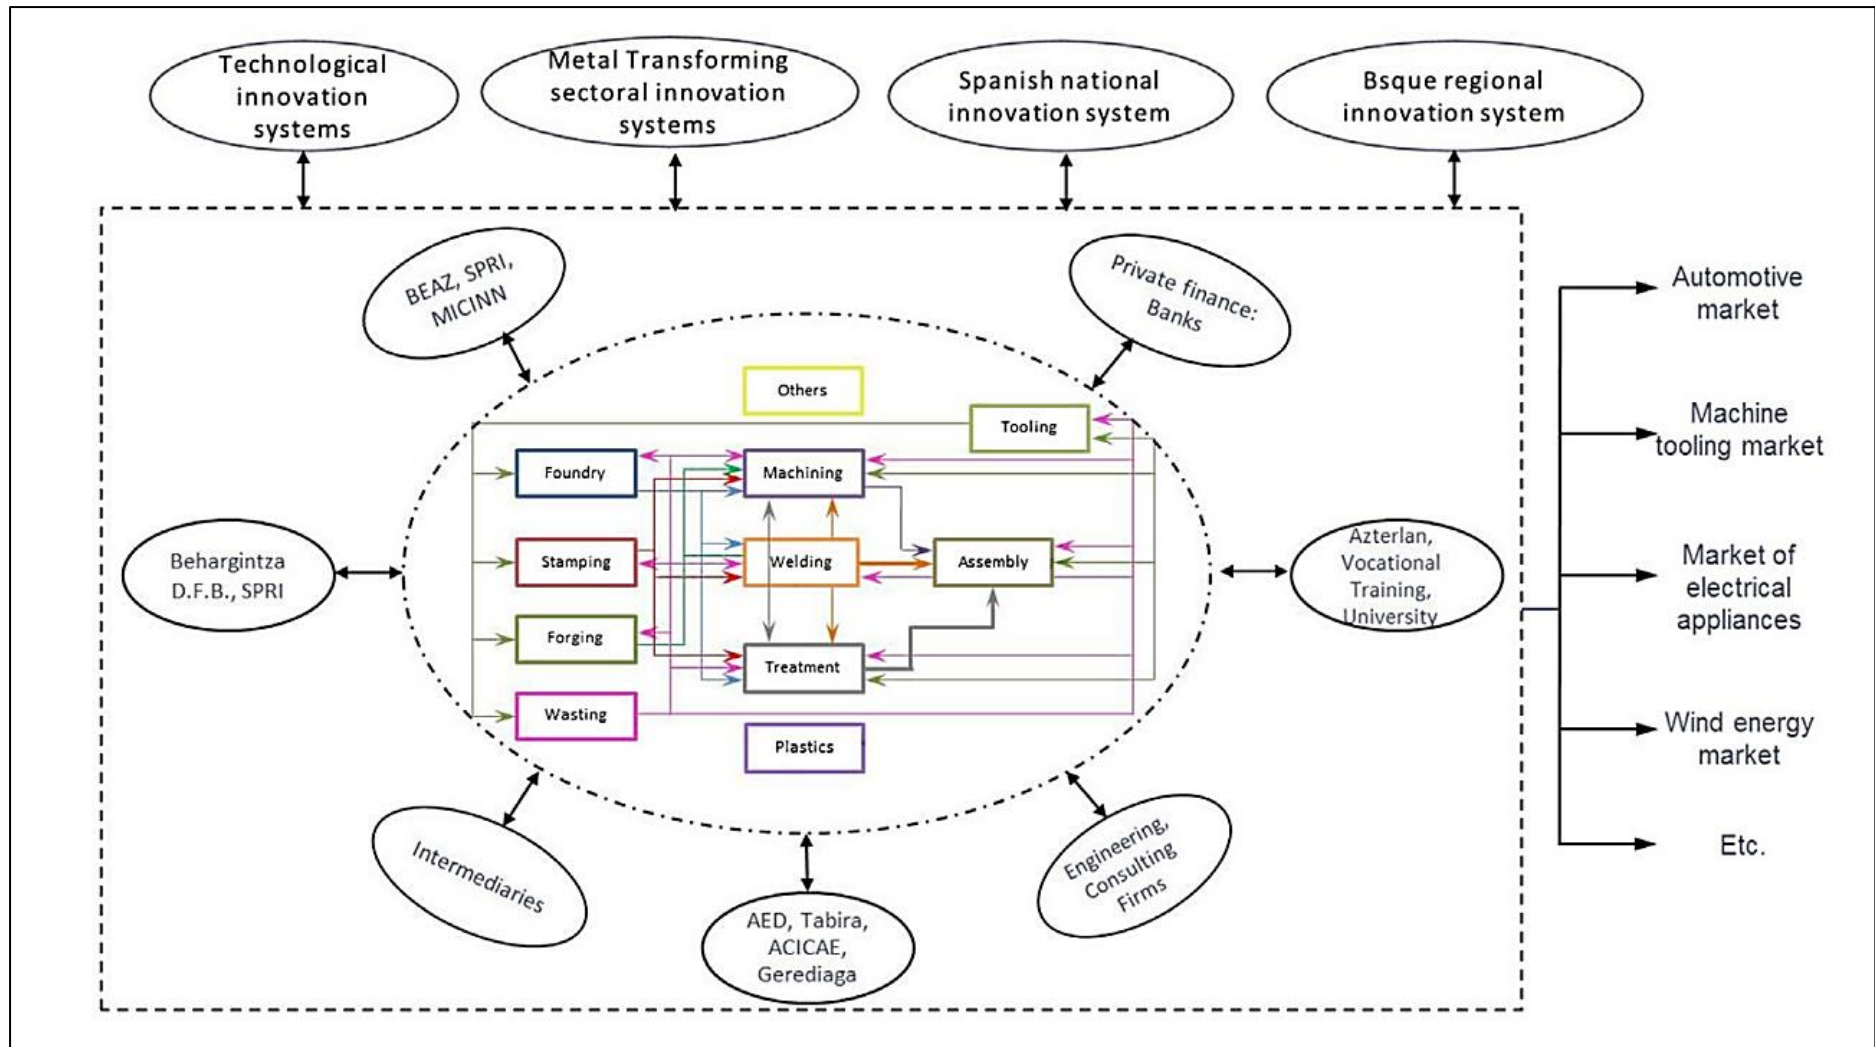 Technological
innovation
systems
Metal Transforming
sectoral innovation
systems
Spanish national
innovation system
Bsque regional
innovation system
BEAZ, SPRI,
MICINN
Private finance:
Banks
Others
Tooling
Foundry
Machining
Stamping
Welding
Assembly
Forging
Treatment
Wasting
Plastics
Behargintza
D.F.B., SPRI
Azterlan,
Vocational
Training,
University
Intermediaries
AED, Tabira,
ACICAE,
Gerediaga
Engineering,
Consulting
Firms
Automotive
market
Machine
tooling market
Market of
electrical
appliances
Wind energy
market
Etc.